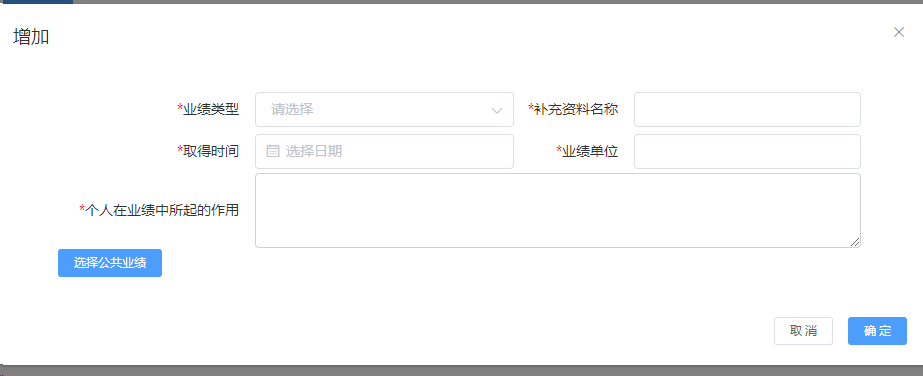 增加
*业绩类型 请选择 *补充资料名称
*取得时间 选择日期 *业绩单位
*个人在业绩中所起的作用
选择公共业绩
取消 确定